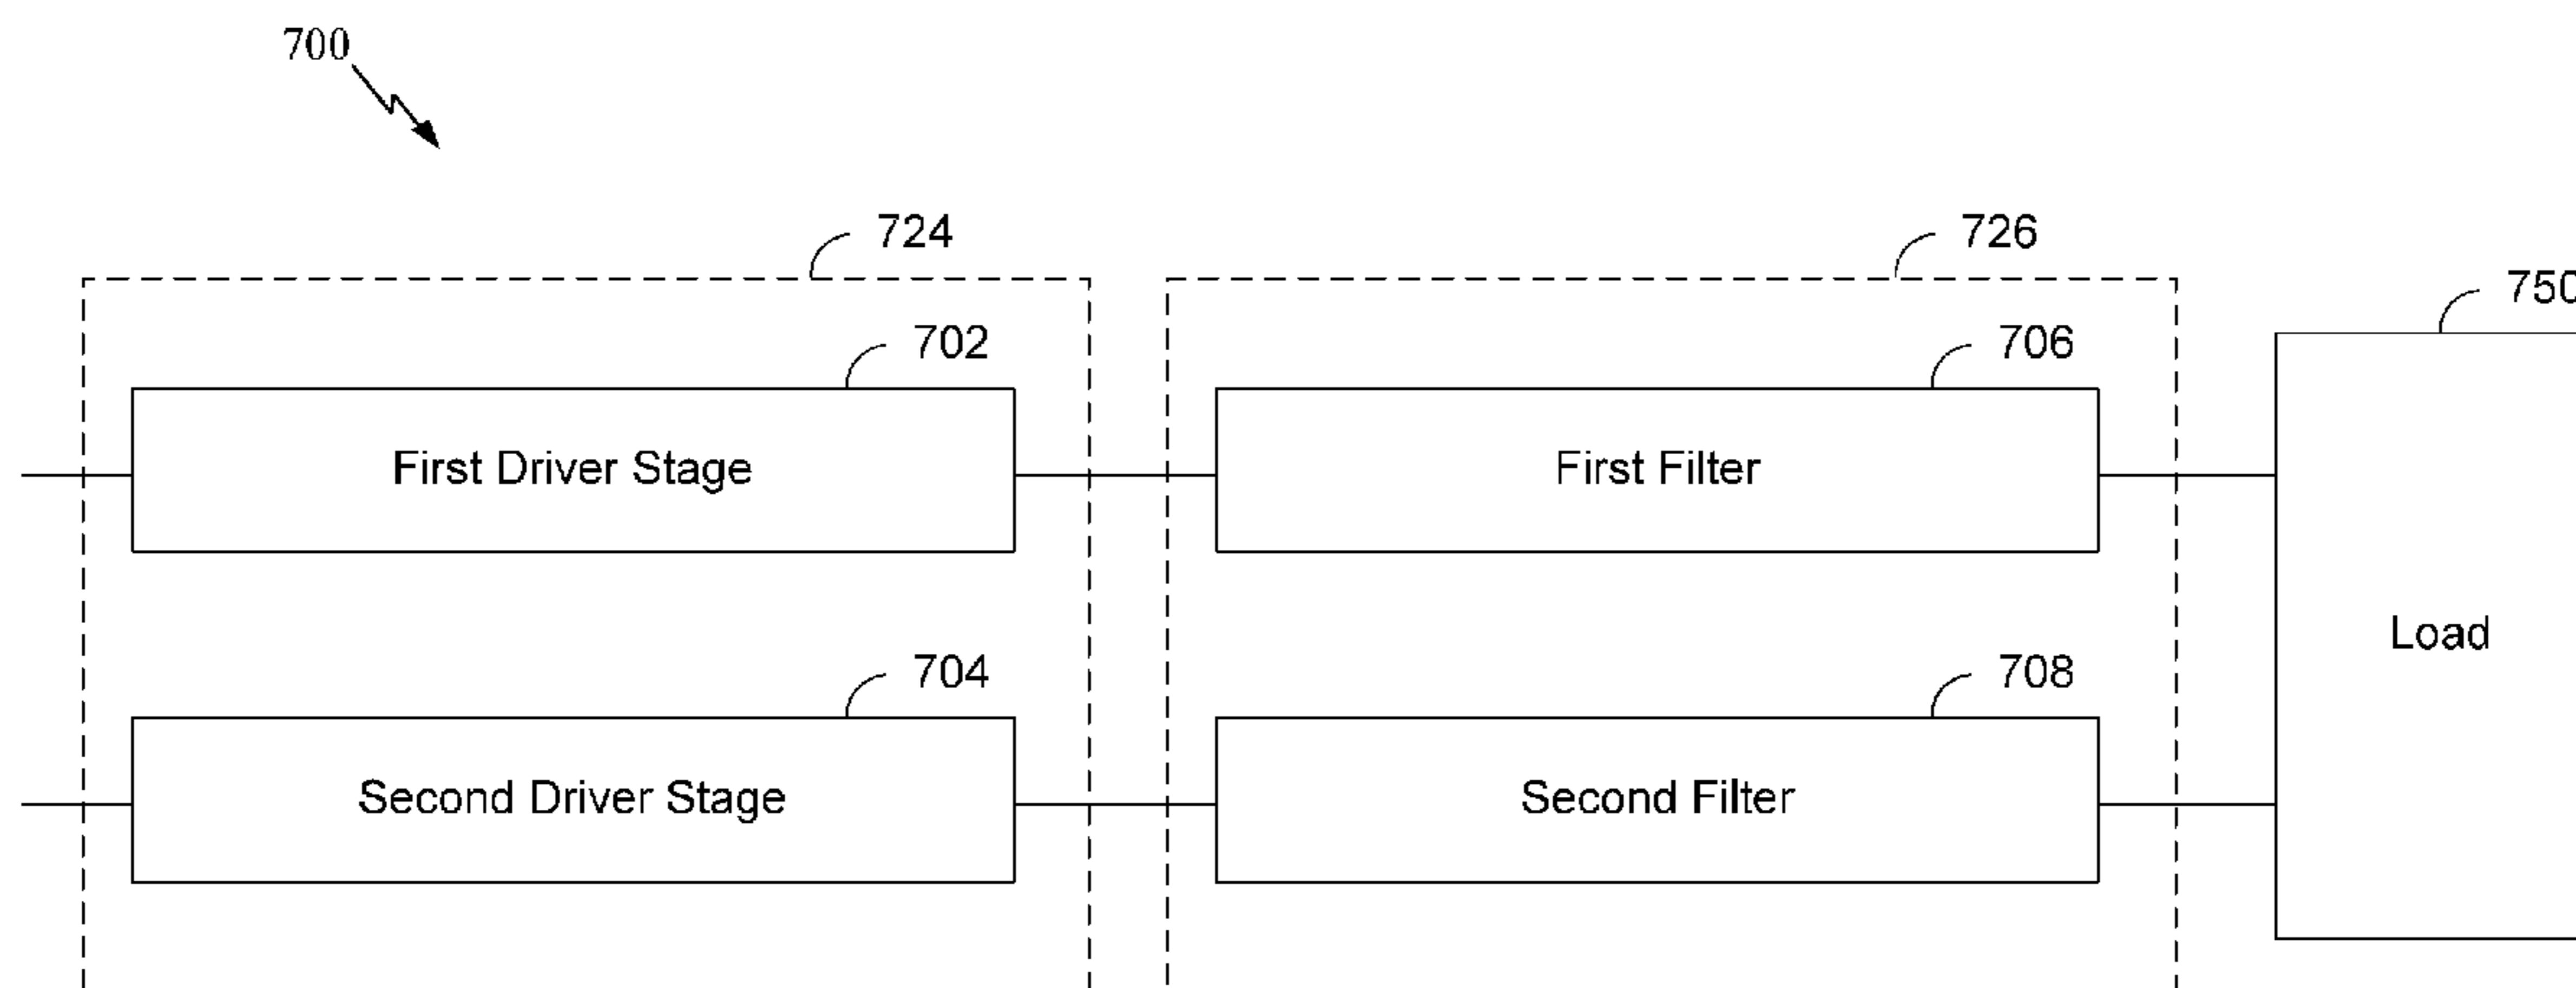 700
724
726
750
702
706
First Driver Stage
First Filter
Load
704
708
Second Driver Stage
Second Filter